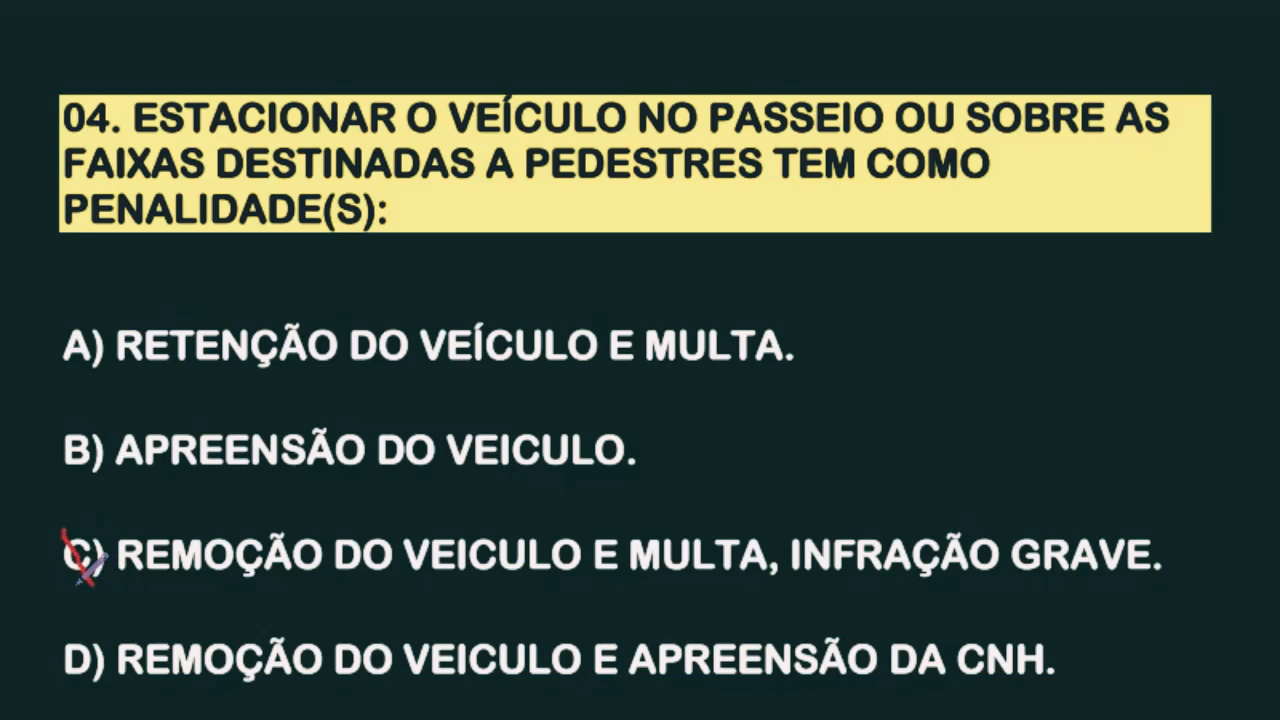 04. ESTACIONAR O VEÍCULO NO PASSEIO OU SOBRE AS
FAIXAS DESTINADAS A PEDESTRES TEM COMO
PENALIDADE(S):
A) RETENÇÃO DO VEÍCULO E MULTA.
B) APREENSÃO DO VEICULO.
C) REMOÇÃO DO VEICULO E MULTA, INFRAÇÃO GRAVE.
D) REMOÇÃO DO VEICULO E APREENSÃO DA CNH.